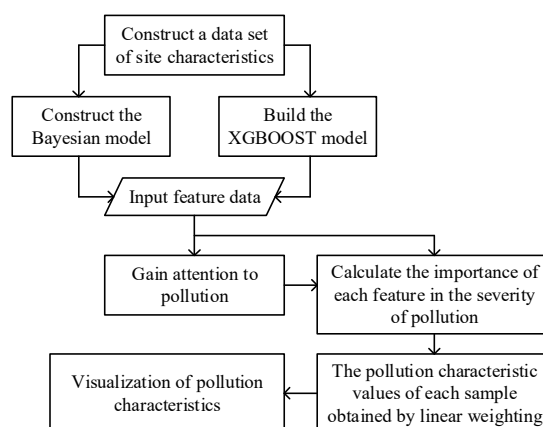 Construct a data set
of site characteristics
Construct the
Bayesian model
Build the
XGBOOST model
Input feature data
Gain attention to
pollution
Calculate the importance of
each feature in the severity
of pollution
Visualization of pollution
characteristics
The pollution characteristic
values of each sample
obtained by linear weighting